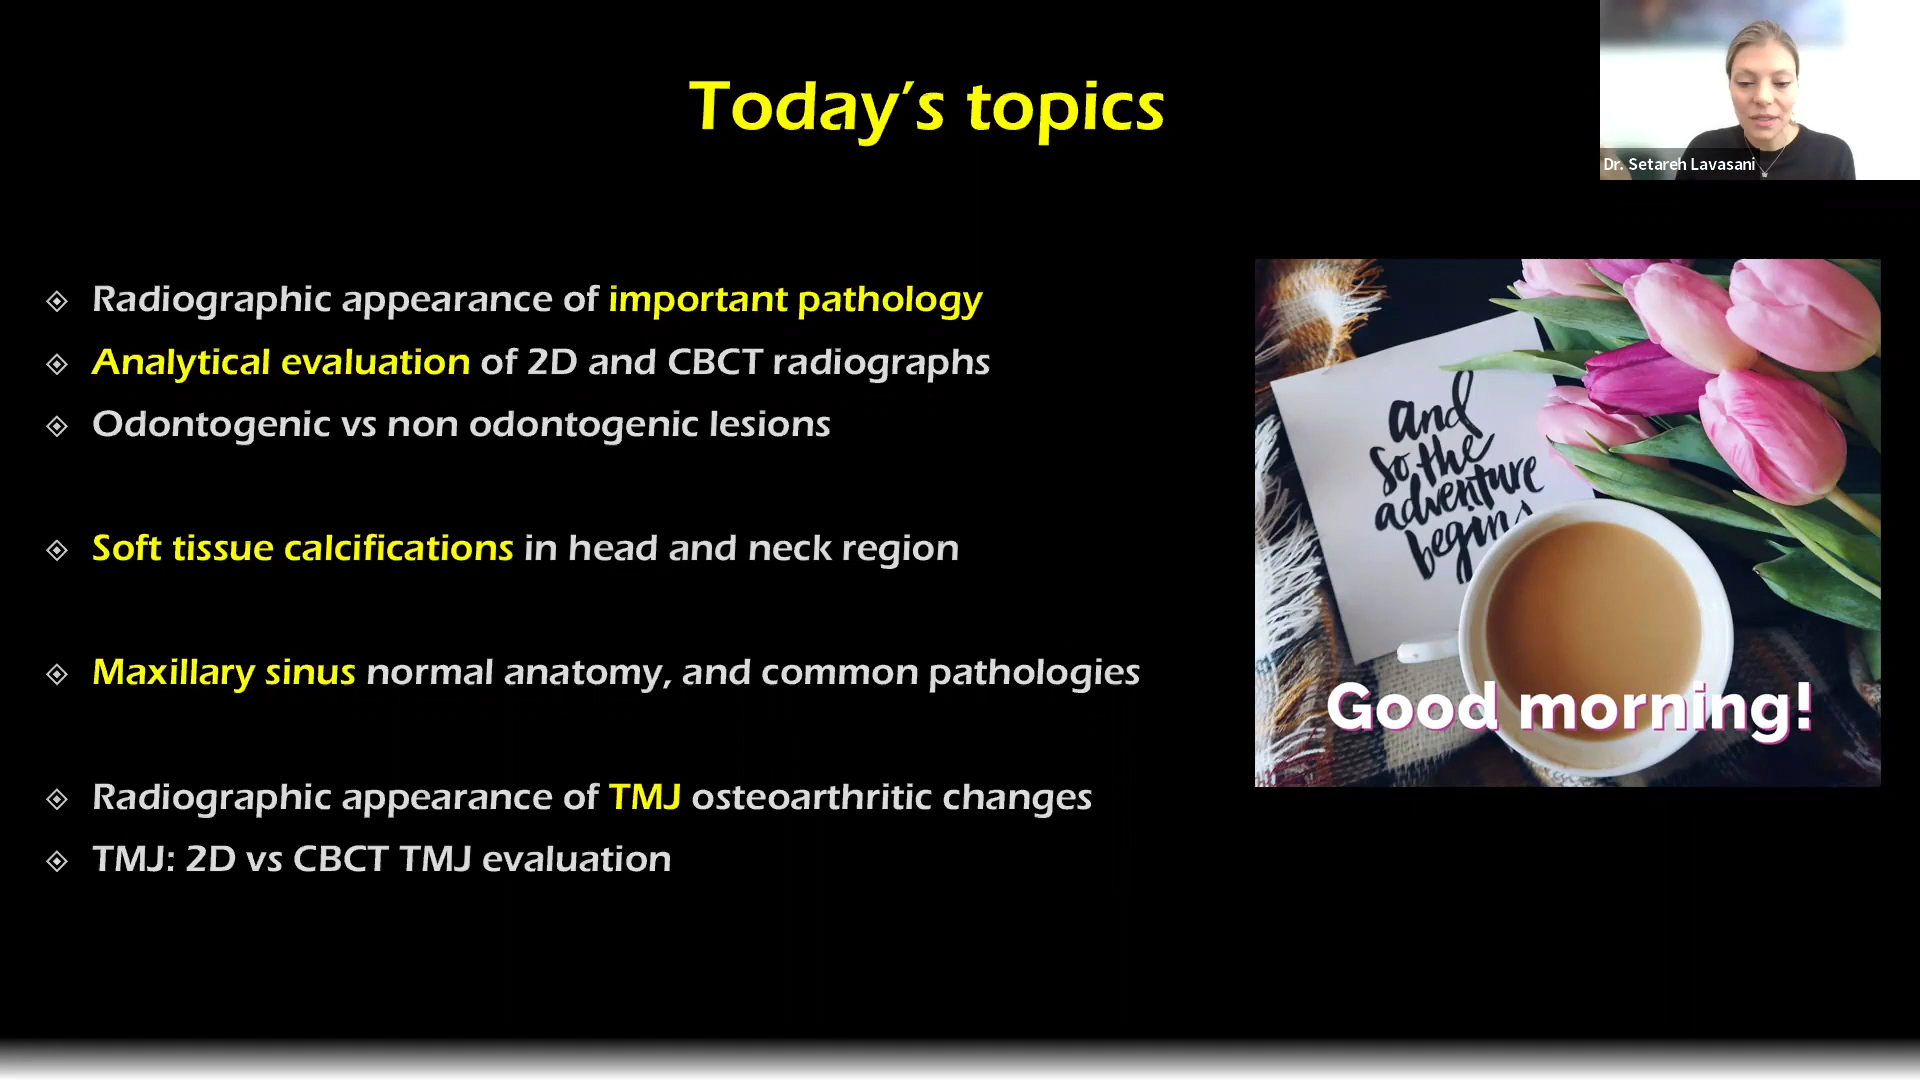 Today's topics
Dr. Setareh Lavasani
Radiographic appearance of important pathology
Analytical evaluation of 2D and CBCT radiographs
Odontogenic vs non odontogenic lesions
Soft tissue calcifications in head and neck region
Maxillary sinus normal anatomy, and common pathologies
Radiographic appearance of TMJ osteoarthritic changes
TMJ: 2D vs CBCT TMJ evaluation
and
so the
adventure
begins
Good morning!